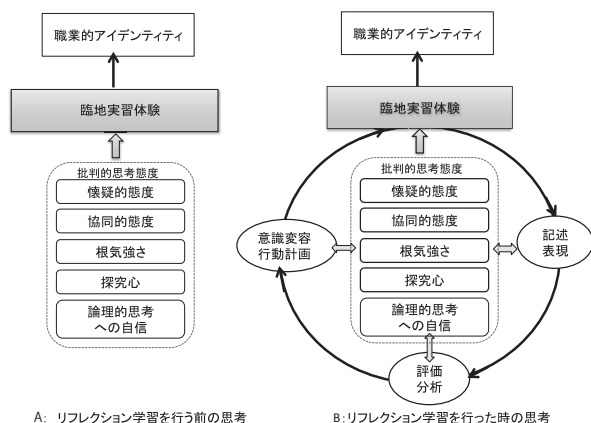 職業的アイデンティティ
臨地実習体験
批判的思考態度
懐疑的態度
協同的態度
根気強さ
探究心
論理的思考
への自信
A: リフレクション学習を行う前の思考
職業的アイデンティティ
臨地実習体験
批判的思考態度
懐疑的態度
協同的態度
根気強さ
探究心
論理的思考
への自信
意識変容
行動計画
記述
表現
評価
分析
B:リフレクション学習を行った時の思考